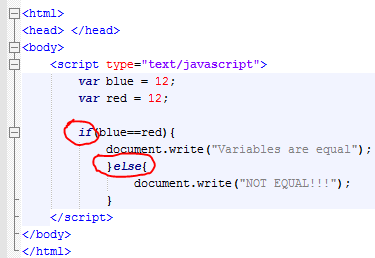 <html>
<head> </head>
<body>
<script type="text/javascript">
var blue = 12;
var red = 12;
if(blue==red){
document.write("Variables are equal");
}else{
document.write("NOT EQUAL!!!");
}
</script>
</body>
</html>